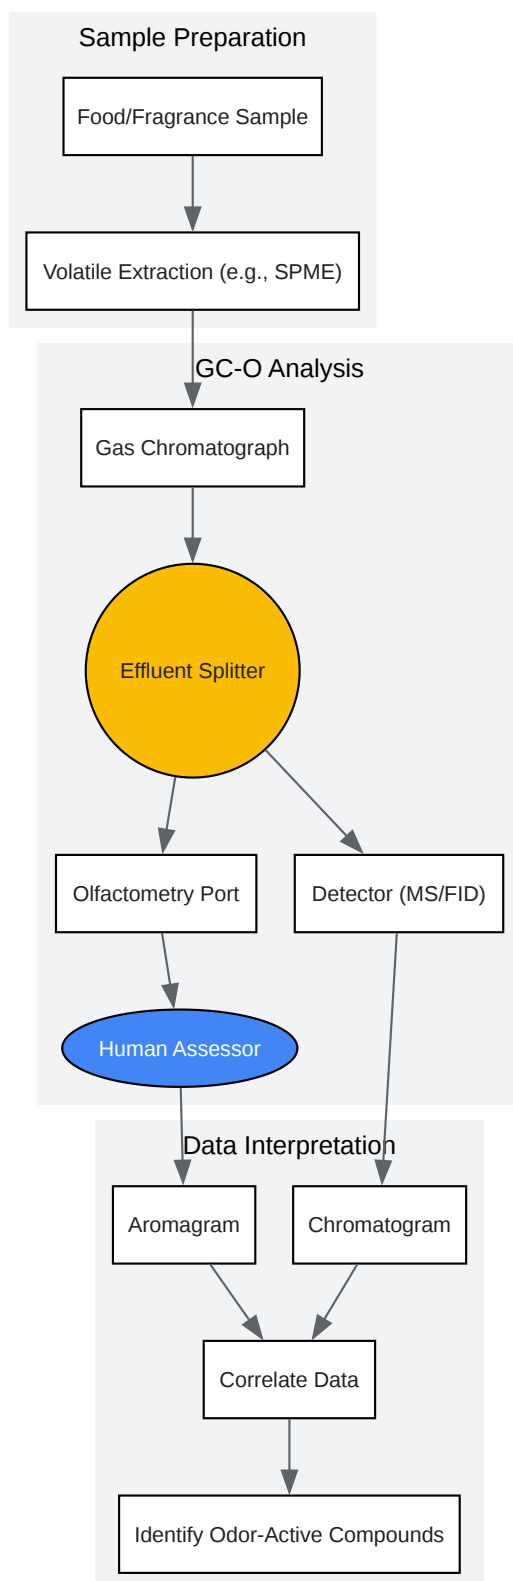 Sample Preparation
Food/Fragrance Sample
Volatile Extraction (e.g., SPME)
GC-O Analysis
Gas Chromatograph
Effluent Splitter
Olfactometry Port
Detector (MS/FID)
Human Assessor
Data Interpretation
Aromagram
Chromatogram
Correlate Data
Identify Odor-Active Compounds